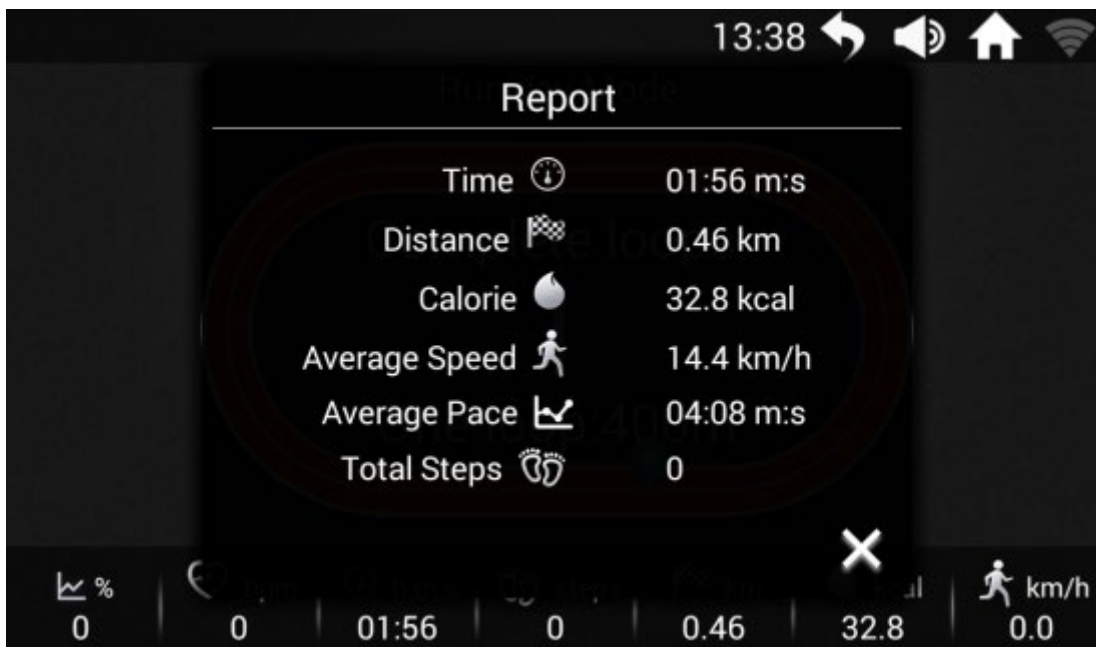 13:38
Report
Time 01:56 m:s
Distance 0.46 km
Calorie 32.8 kcal
Average Speed 14.4 km/h
Average Pace 04:08 m:s
Total Steps 0
% km/h
0 0 01:56 0 0.46 32.8 0.0